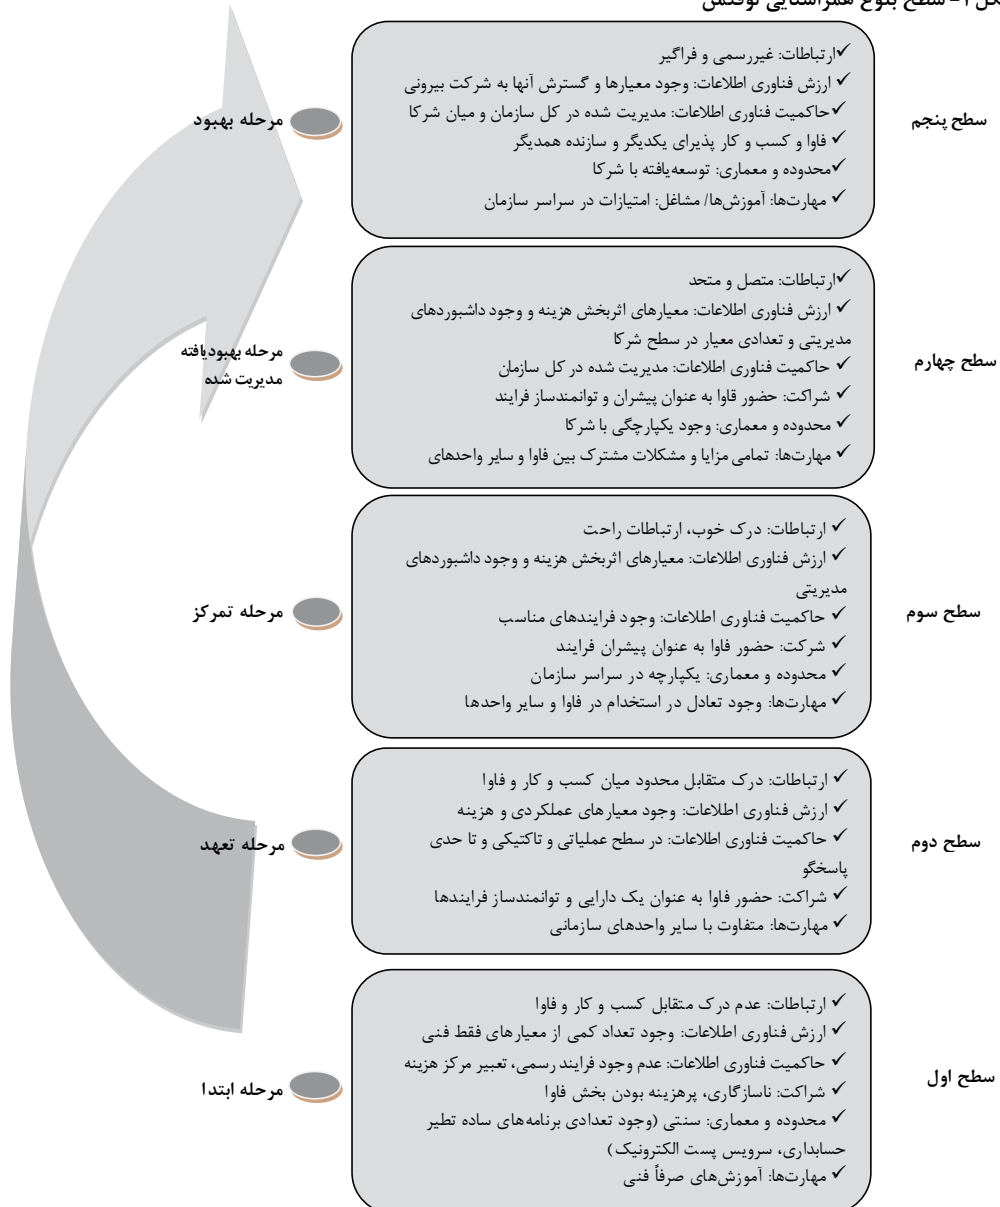 سطح بلوغ همراستایی لوفتمن
سطح پنجم
مرحله بهبود
✓ارتباطات: غیررسمی و فراگیر
✓ ارزش فناوری اطلاعات: وجود معیارها و گسترش آنها به شرکت بیرونی
✓حاکمیت فناوری اطلاعات: مدیریت شده در کل سازمان و میان شرکا
✓ فاوا و کسب و کار پذیرای یکدیگر و سازنده همدیگر
✓محدوده و معماری: توسعه‌یافته با شرکا
✓ مهارت‌ها: آموزش‌ها/ مشاغل: امتیازات در سراسر سازمان
سطح چهارم
مرحله بهبودیافته
مدیریت شده
✓ارتباطات: متصل و متحد
✓ ارزش فناوری اطلاعات: معیارهای اثربخش هزینه و وجود داشبوردهای
مدیریتی و تعدادی معیار در سطح شرکا
✓ حاکمیت فناوری اطلاعات: مدیریت شده در کل سازمان
✓ شراکت: حضور قاوا به عنوان پیشران و توانمندساز فرایند
✓ محدوده و معماری: وجود یکپارچگی با شرکا
✓ مهارت‌ها: تمامی مزایا و مشکلات مشترک بین فاوا و سایر واحدهای
سطح سوم
مرحله تمرکز
✓ ارتباطات: درک خوب، ارتباطات راحت
✓ ارزش فناوری اطلاعات: معیارهای اثربخش هزینه و وجود داشبوردهای
مدیریتی
✓ حاکمیت فناوری اطلاعات: وجود فرایندهای مناسب
✓ شرکت: حضور فاوا به عنوان پیشران فرایند
✓ محدوده و معماری: یکپارچه در سراسر سازمان
✓ مهارت‌ها: وجود تعادل در استخدام در فاوا و سایر واحدها
سطح دوم
مرحله تعهد
✓ ارتباطات: درک متقابل محدود میان کسب و کار و فاوا
✓ ارزش فناوری اطلاعات: وجود معیارهای عملکردی و هزینه
✓ حاکمیت فناوری اطلاعات: در سطح عملیاتی و تاکتیکی و تا حدی
پاسخگو
✓ شراکت: حضور فاوا به عنوان یک دارایی و توانمندساز فرایندها
✓ مهارت‌ها: متفاوت با سایر واحدهای سازمانی
سطح اول
مرحله ابتدا
✓ ارتباطات: عدم درک متقابل کسب و کار و فاوا
✓ ارزش فناوری اطلاعات: وجود تعداد کمی از معیارهای فقط فنی
✓ حاکمیت فناوری اطلاعات: عدم وجود فرایند رسمی، تعبیر مرکز هزینه
✓ شراکت: ناسازگاری، پرهزینه بودن بخش فاوا
✓ محدوده و معماری: سنتی (وجود تعدادی برنامه‌های ساده تطیر
حسابداری، سرویس پست الکترونیک)
✓ مهارت‌ها: آموزش‌های صرفاً فنی